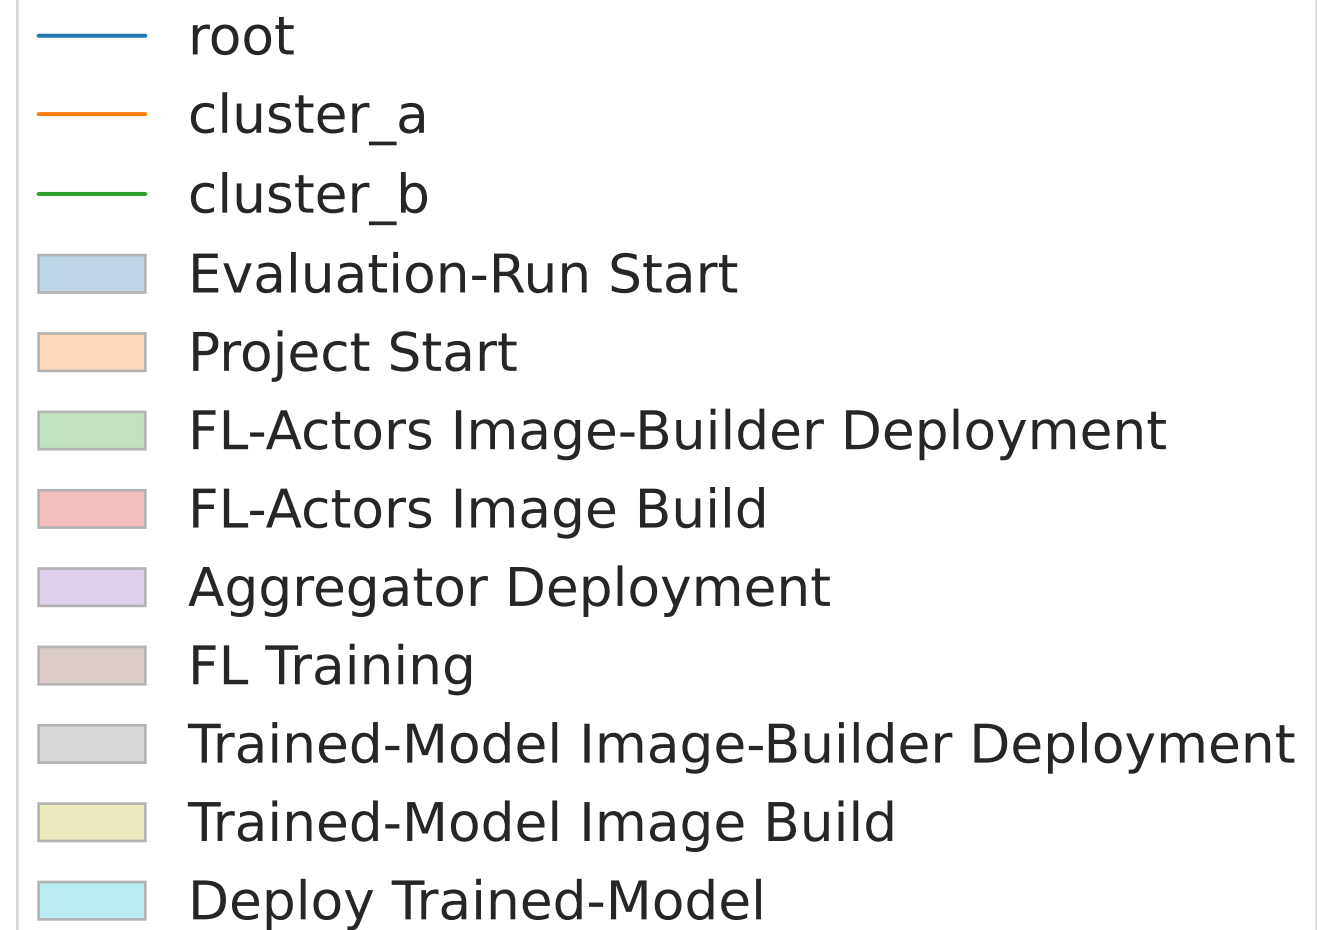 root
cluster_a
cluster_b
Evaluation-Run Start
Project Start
FL-Actors Image-Builder Deployment
FL-Actors Image Build
Aggregator Deployment
FL Training
Trained-Model Image-Builder Deployment
Trained-Model Image Build
Deploy Trained-Model